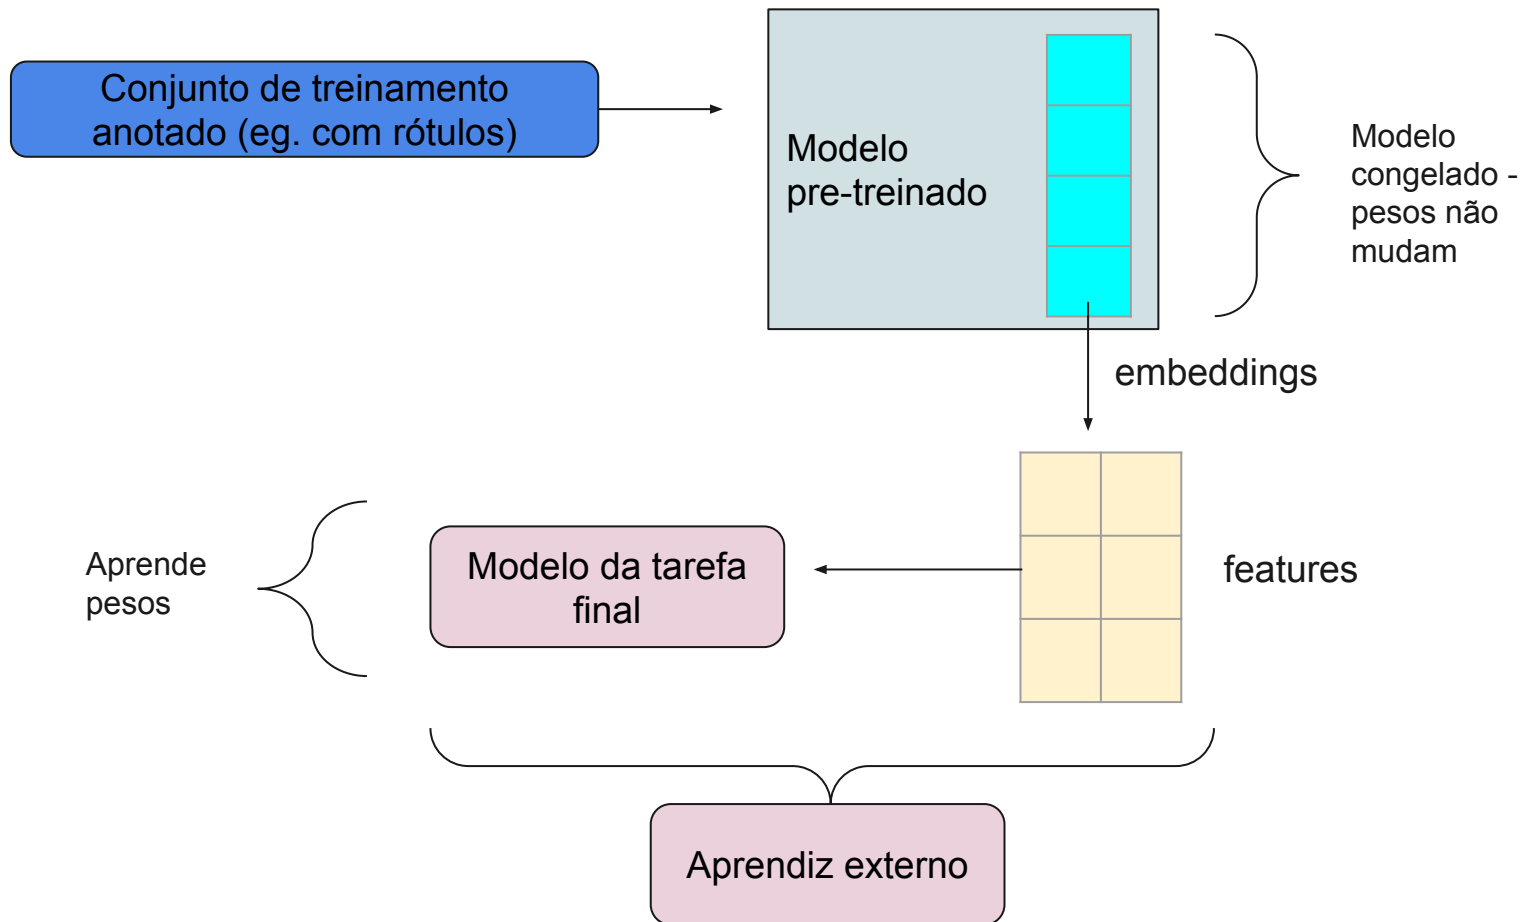 Conjunto de treinamento
anotado (eg. com rótulos)
Modelo
pre-treinado
Modelo
congelado -
pesos não
mudam
embeddings
features
Modelo da tarefa
final
Aprende
pesos
Aprendiz externo